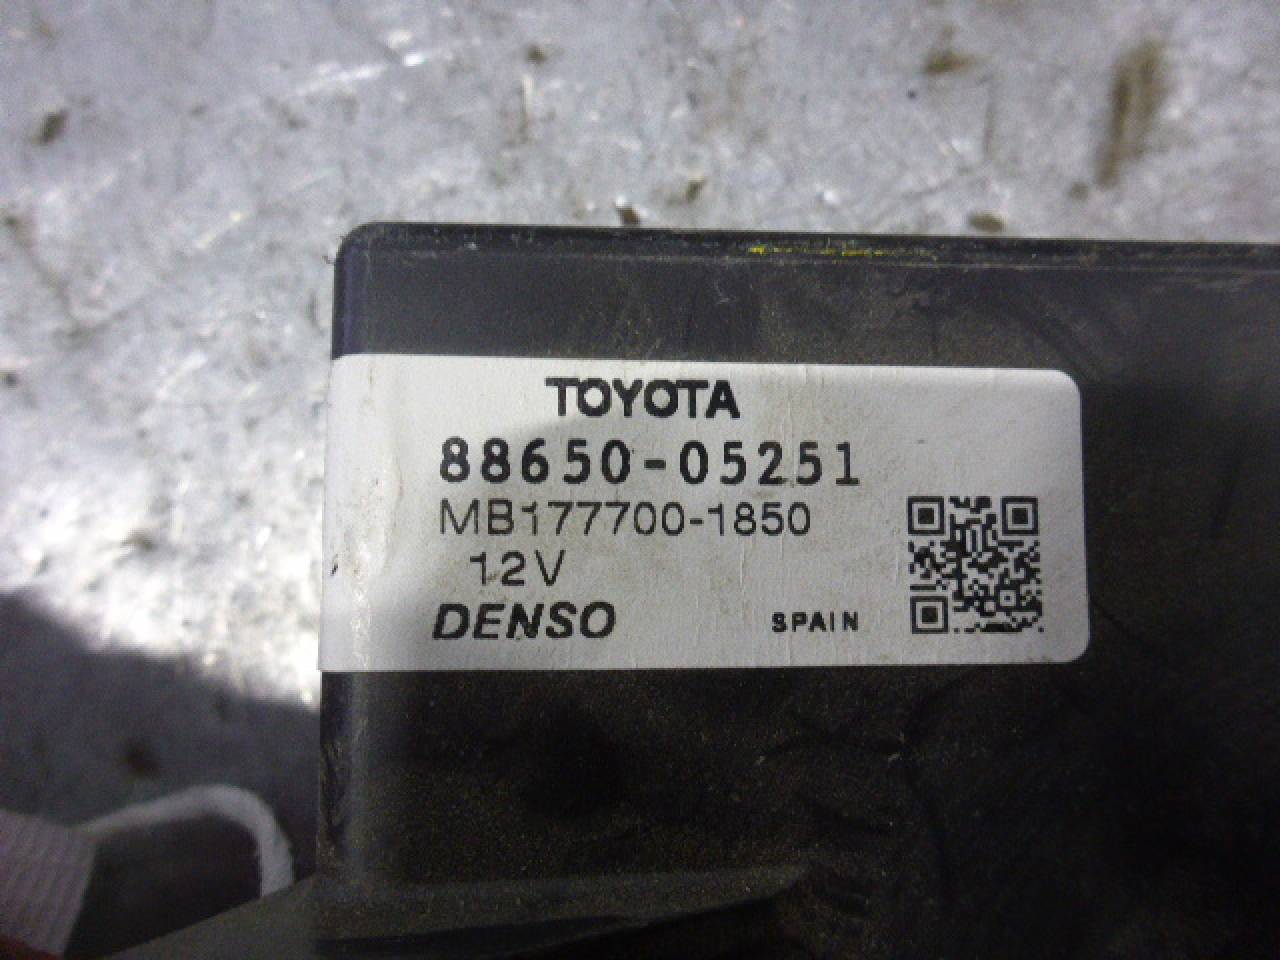 TOYOTA
88650-05251
MB177700-1850
12V
DENSO SPAIN